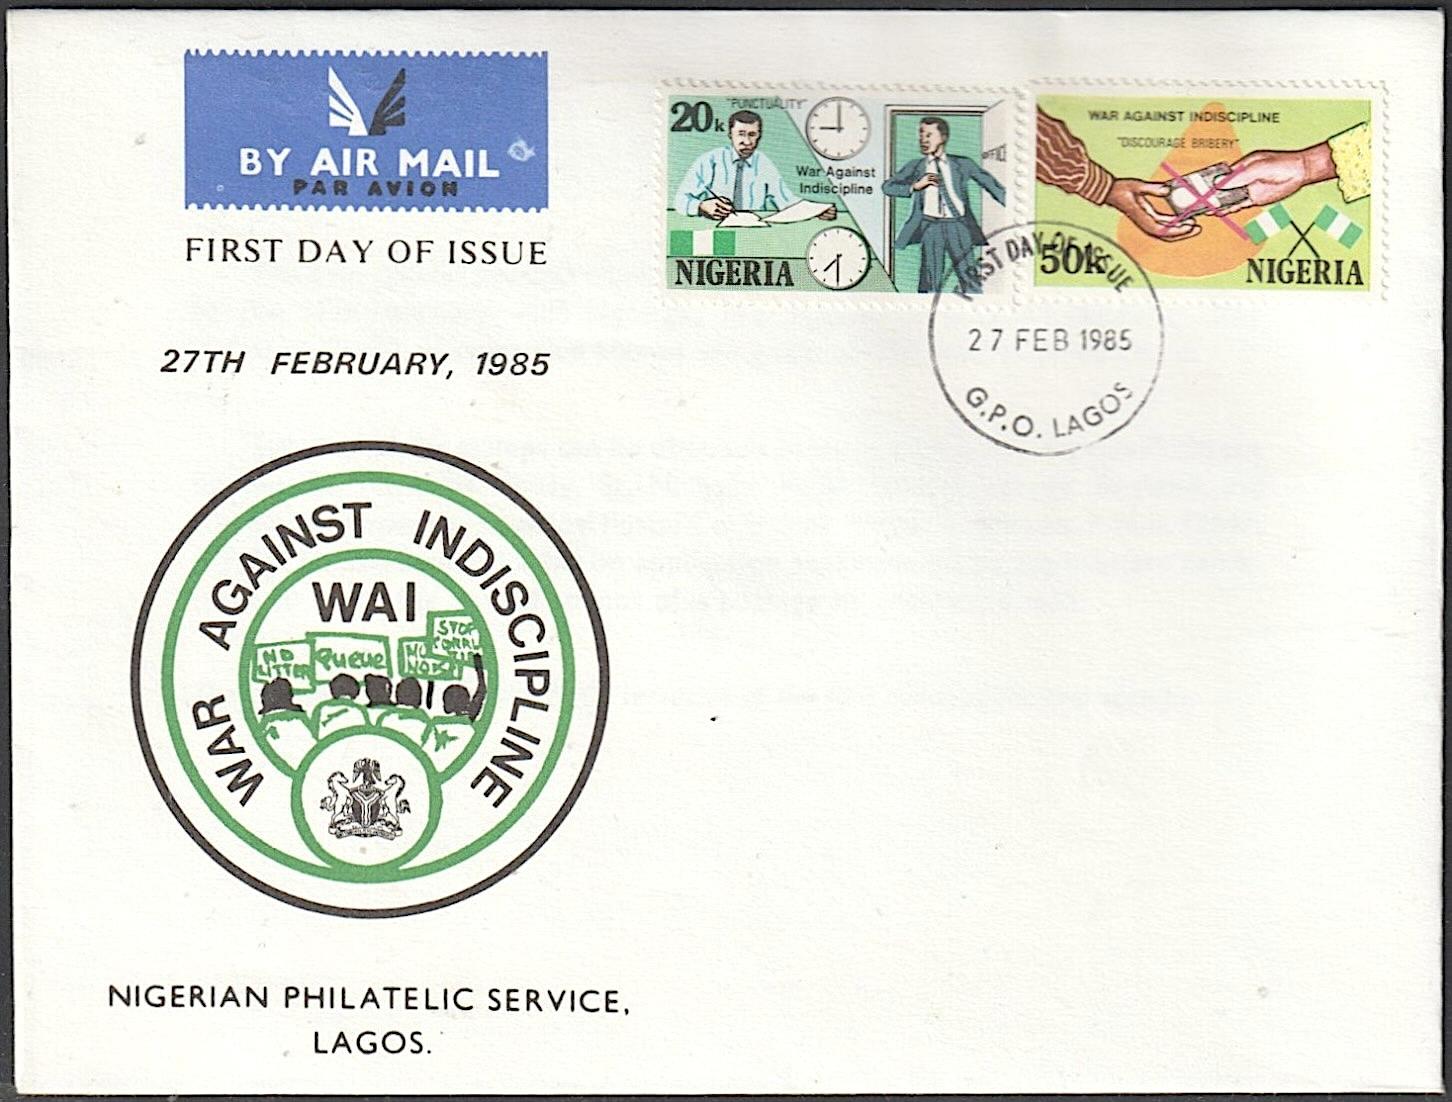 BY AIR MAIL
PAR AVION
FIRST DAY OF ISSUE
27TH FEBRUARY, 1985
20k
"PUNCTUALITY"
War Against
Indiscipline
OFFICE
NIGERIA
WAR AGAINST INDISCIPLINE
"DISCOURAGE BRIBERY"
50k
NIGERIA
FIRST DAY OF ISSUE
27 FEB 1985
G.P.O. LAGOS
WAR AGAINST INDISCIPLINE
WAI
NO
LITTER
Queue
STOP
NIGERIAN PHILATELIC SERVICE,
LAGOS.